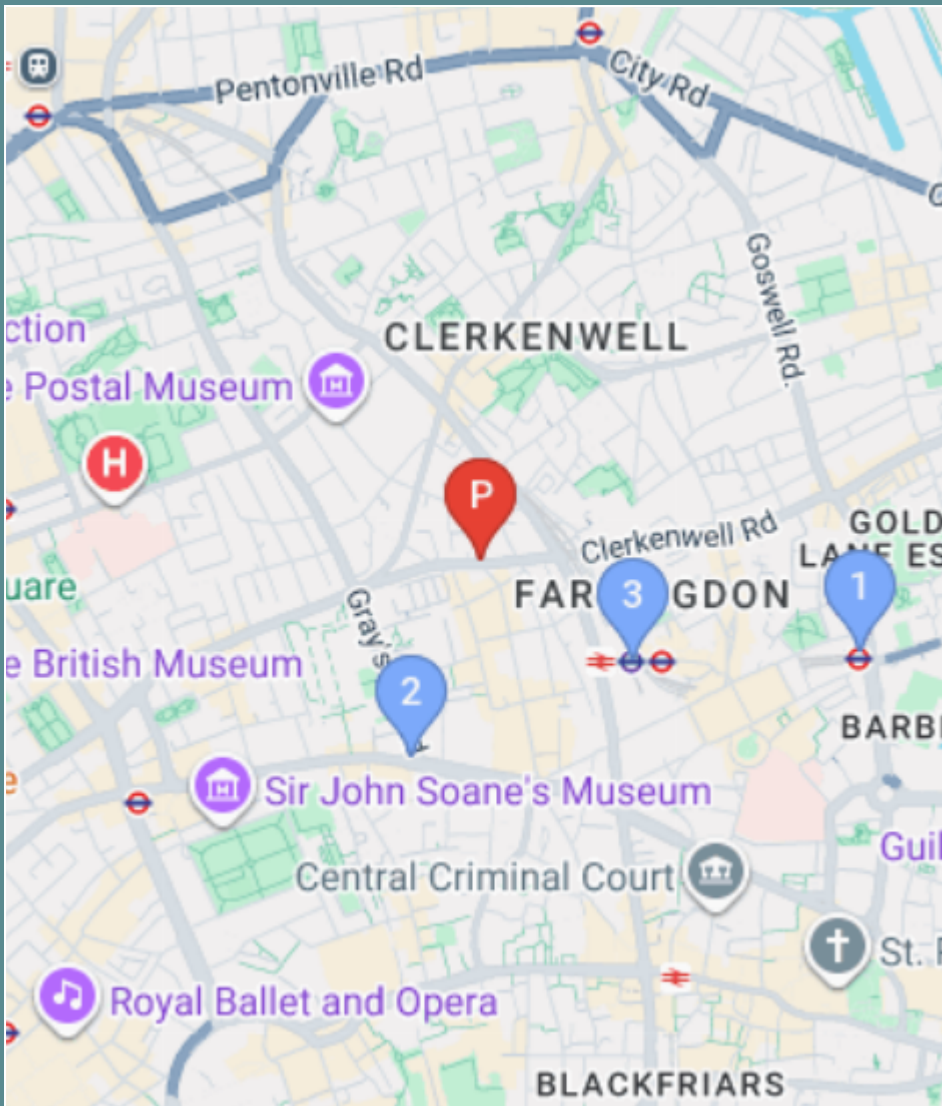 Pentonville Rd
City Rd
Goswell Rd.
ction
CLERKENWELL
e Postal Museum
H
P
Clerkenwell Rd
GOLD
LANE ES
uare
FAR GDON
3
1
Gray's
e British Museum
2
BARBI
e
Sir John Soane's Museum
Guil
Central Criminal Court
St.
Royal Ballet and Opera
BLACKFRIARS